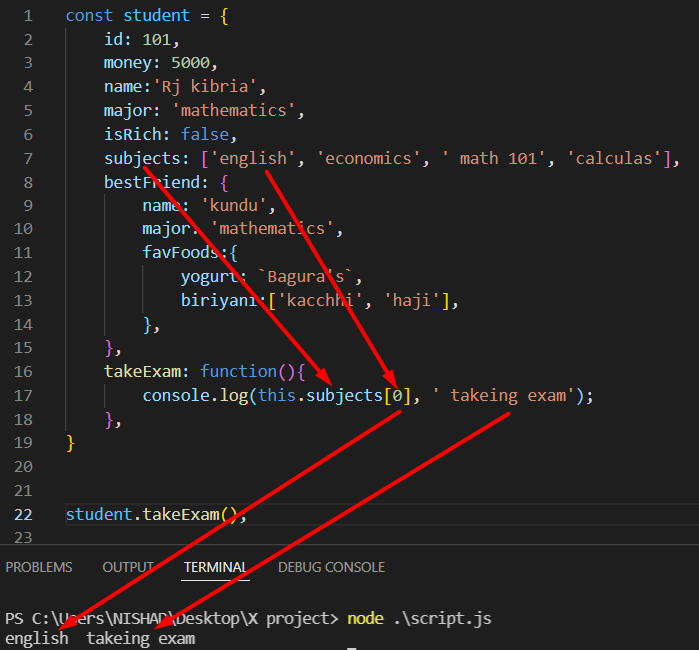 1 const student = {
2 id: 101,
3 money: 5000,
4 name:'Rj kibria',
5 major: 'mathematics',
6 isRich: false,
7 subjects: ['english', 'economics', ' math 101', 'calculas'],
8 bestFriend: {
9 name: 'kundu',
10 major: 'mathematics',
11 favFoods:{
12 yogurt: `Bagura's`,
13 biriyani:['kacchhi', 'haji'],
14 },
15 },
16 takeExam: function(){
17 console.log(this.subjects[0], ' takeing exam');
18 },
19 }
20
21
22 student.takeExam();
23
PROBLEMS OUTPUT TERMINAL DEBUG CONSOLE
PS C:\Users\NISHAD\Desktop\X project> node .\script.js
english  takeing exam